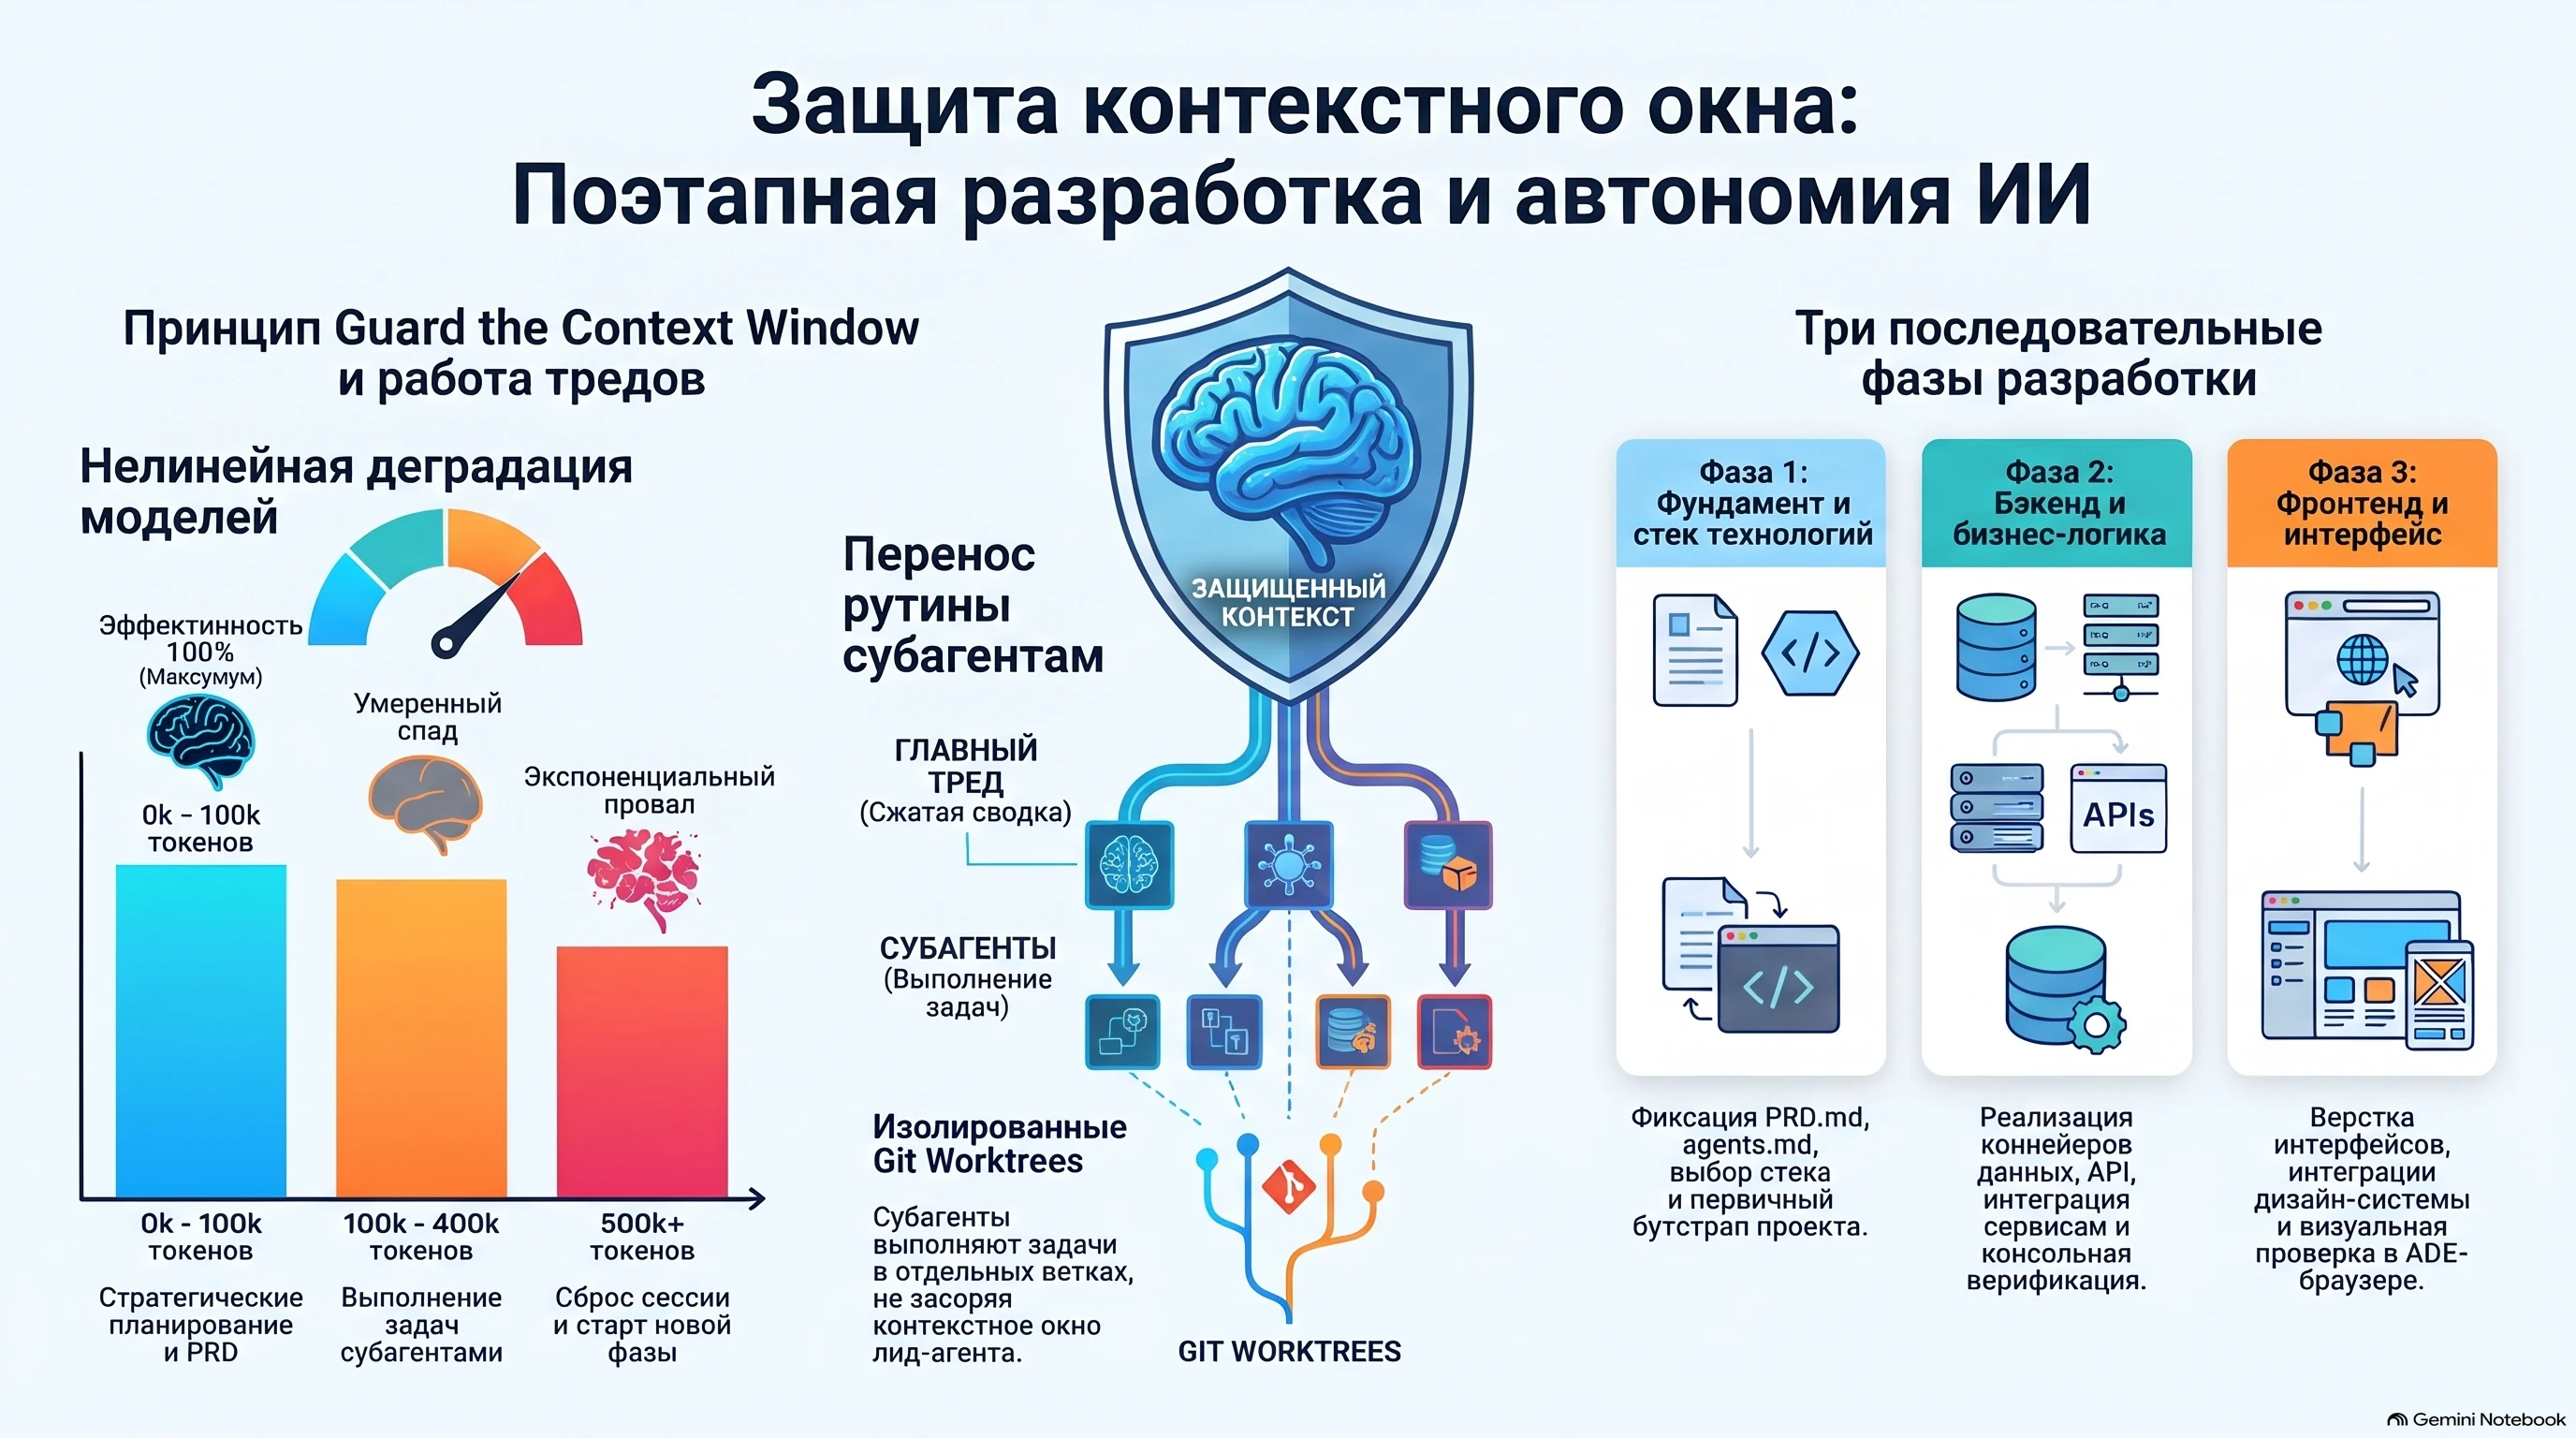 Защита контекстного окна:
Поэтапная разработка и автономия ИИ
Принцип Guard the Context Window
и работа тредов
Нелинейная деградация
моделей
Эффектинность
100%
(Максумум)
Умеренный
спад
Экспоненциальный
провал
0k - 100k
токенов
0k - 100k
токенов
100k - 400k
токенов
500k+
токенов
Стратегические
планирование
и PRD
Выполнение
задач
субагентами
Сброс сессии
и старт новой
фазы
ЗАЩИЩЕННЫЙ
КОНТЕКСТ
Перенос
рутины
субагентам
ГЛАВНЫЙ
ТРЕД
(Сжатая сводка)
СУБАГЕНТЫ
(Выполнение
задач)
Изолированные
Git Worktrees
Субагенты
выполняют задачи
в отдельных ветках,
не засоряя
контекстное окно
лид-агента.
GIT WORKTREES
Три последовательные
фазы разработки
Фаза 1:
Фундамент и
стек технологий
Фиксация PRD.md,
agents.md,
выбор стека
и первичный
бутстрап проекта.
Фаза 2:
Бэкенд и
бизнес-логика
APIs
Реализация
коннейеров
данных, API,
интеграция
сервисам и
консольная
верификация.
Фаза 3:
Фронтенд и
интерфейс
Верстка
интерфейсов,
интеграции
дизайн-системы
и визуальная
проверка в ADE-
браузере.
Gemini Notebook